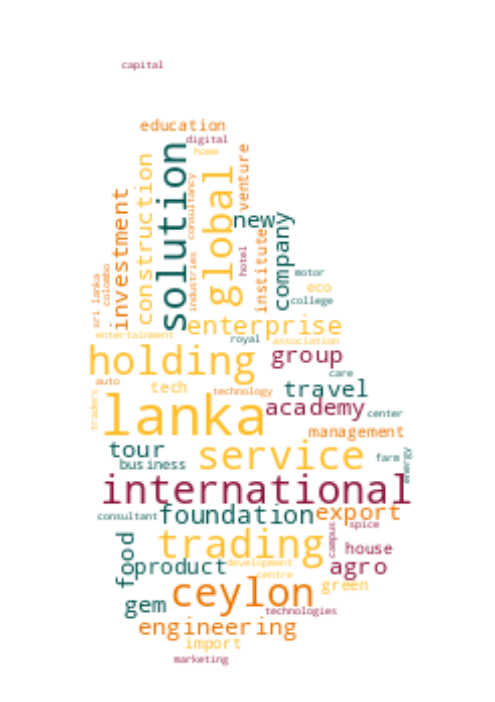 capital
education
digital
home
solution
construction
global
venture
consultancy
investment
new
company
institute
hotel
industries
sri lanka
colombo
motor
eco
college
enterprise
entertainment
royal
association
holding
group
care
auto
tech
technology
travel
traders
lanka
academy
center
management
tour
service
business
farm
energy
international
consultant
foundation
export
campus
spice
trading
house
food
product
development
agro
centre
ceylon
green
gem
technologies
engineering
import
marketing